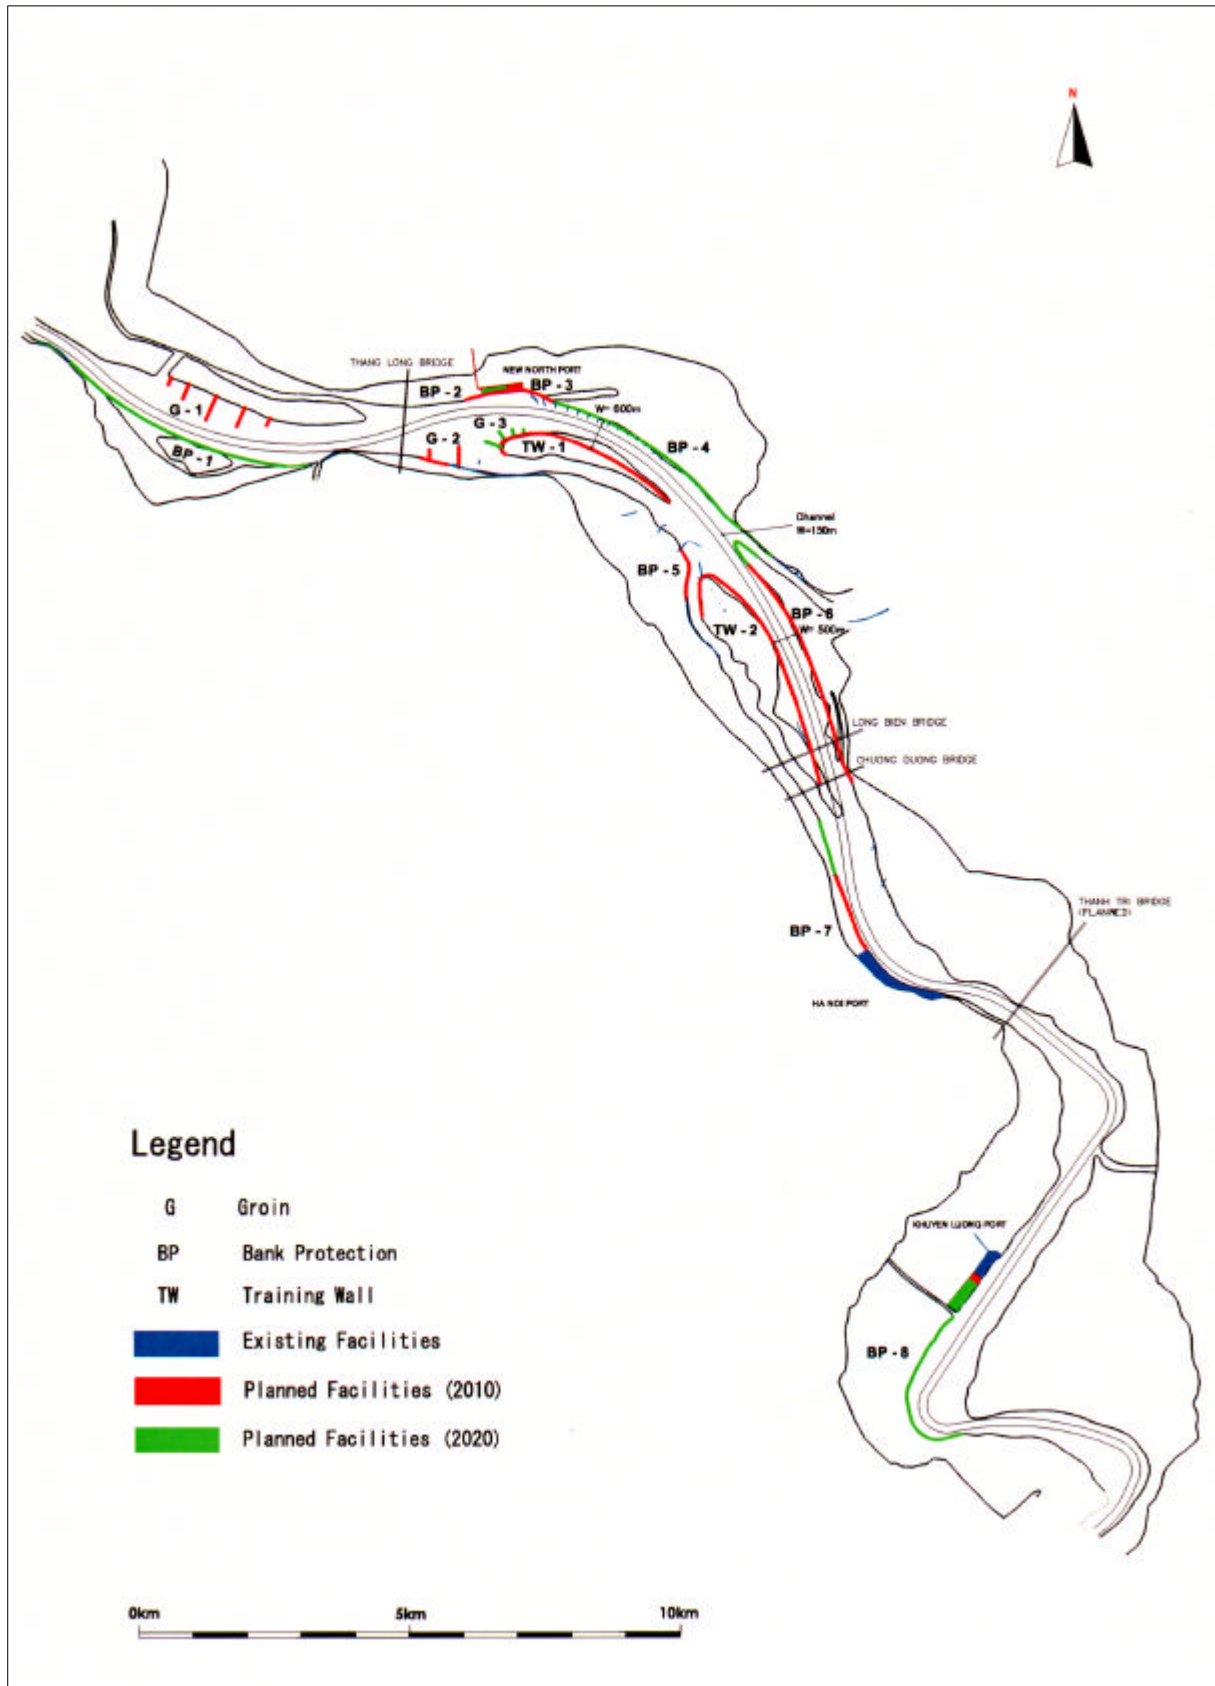 N
THANG LONG BRIDGE
NEW NORTH PORT
BP - 2
BP - 3
W= 600m
G - 1
G - 3
G - 2
TW - 1
BP - 4
BP - 1
Channel
W=150m
BP - 5
BP - 6
TW - 2
W= 500m
LONG BIEN BRIDGE
CHUONG DUONG BRIDGE
THANH TRI BRIDGE
(PLANNED)
BP - 7
HA NOI PORT
Legend
G Groin
BP Bank Protection
TW Training Wall
Existing Facilities
Planned Facilities (2010)
Planned Facilities (2020)
KHUYEN LUONG PORT
BP - 8
0km 5km 10km